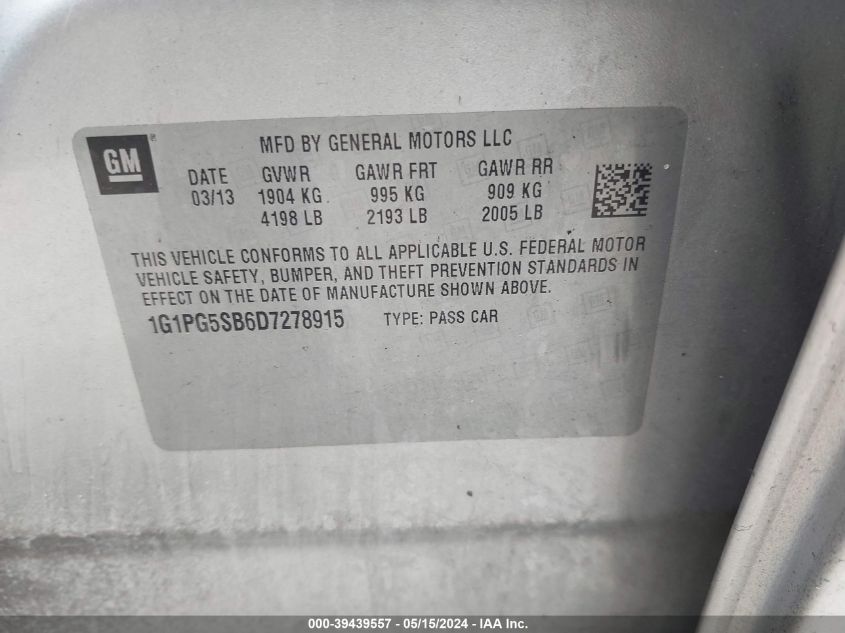 GM
MFD BY GENERAL MOTORS LLC
DATE GVWR GAWR FRT GAWR RR
03/13 1904 KG 995 KG 909 KG
4198 LB 2193 LB 2005 LB
THIS VEHICLE CONFORMS TO ALL APPLICABLE U.S. FEDERAL MOTOR
VEHICLE SAFETY, BUMPER, AND THEFT PREVENTION STANDARDS IN
EFFECT ON THE DATE OF MANUFACTURE SHOWN ABOVE.
1G1PG5SB6D7278915 TYPE: PASS CAR
000-39439557 - 05/15/2024 - IAA Inc.